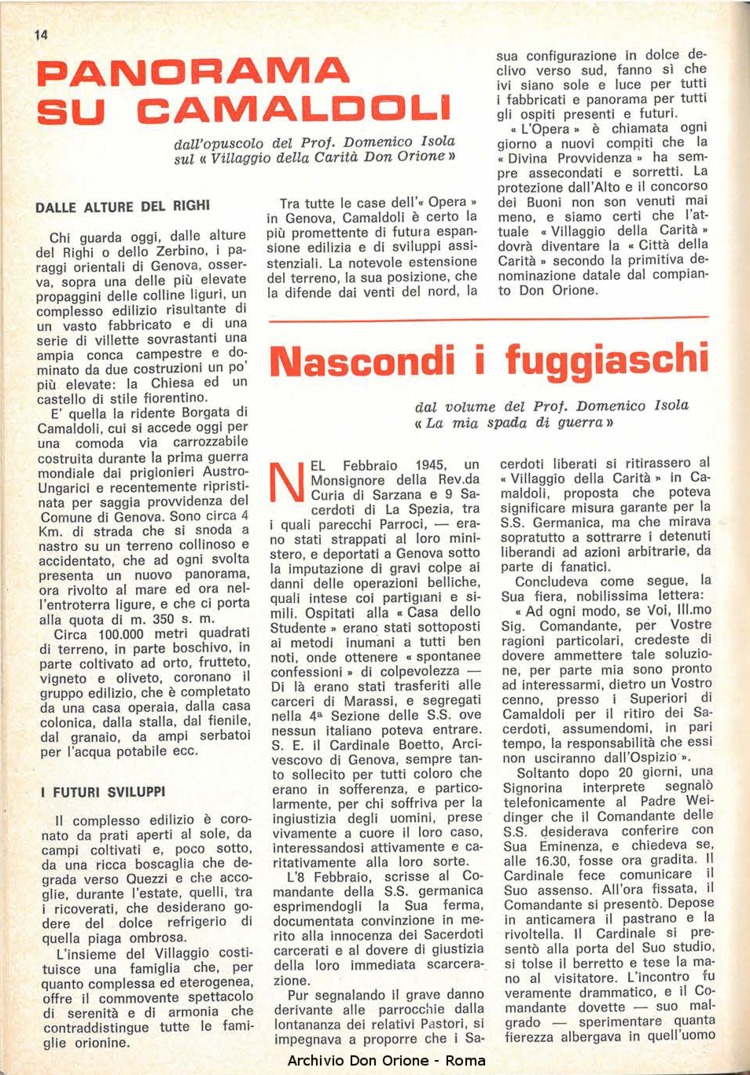 14
PANORAMA
SU CAMALDOLI
dall'opuscolo del Prof. Domenico Isola
sul « Villaggio della Carità Don Orione »
DALLE ALTURE DEL RIGHI
Chi guarda oggi, dalle alture
del Righi o dello Zerbino, i pa-
raggi orientali di Genova, osser-
va, sopra una delle più elevate
propaggini delle colline liguri, un
complesso edilizio risultante di
un vasto fabbricato e di una
serie di villette sovrastanti una
ampia conca campestre e do-
minato da due costruzioni un po'
più elevate: la Chiesa ed un
castello di stile fiorentino.
E' quella la ridente Borgata di
Camaldoli, cui si accede oggi per
una comoda via carrozzabile
costruita durante la prima guerra
mondiale dai prigionieri Austro-
Ungarici e recentemente ripristi-
nata per saggia provvidenza del
Comune di Genova. Sono circa 4
Km. di strada che si snoda a
nastro su un terreno collinoso e
accidentato, che ad ogni svolta
presenta un nuovo panorama,
ora rivolto al mare ed ora nel-
l'entroterra ligure, e che ci porta
alla quota di m. 350 s. m.
Circa 100.000 metri quadrati
di terreno, in parte boschivo, in
parte coltivato ad orto, frutteto,
vigneto e oliveto, coronano il
gruppo edilizio, che è completato
da una casa operaia, dalla casa
colonica, dalla stalla, dal fienile,
dal granaio, da ampi serbatoi
per l'acqua potabile ecc.
I FUTURI SVILUPPI
Il complesso edilizio è coro-
nato da prati aperti al sole, da
campi coltivati e, poco sotto,
da una ricca boscaglia che de-
grada verso Quezzi e che acco-
glie, durante l'estate, quelli, tra
i ricoverati, che desiderano go-
dere del dolce refrigerio di
quella piaga ombrosa.
L'insieme del Villaggio costi-
tuisce una famiglia che, per
quanto complessa ed eterogenea,
offre il commovente spettacolo
di serenità e di armonia che
contraddistingue tutte le fami-
glie orionine.
Tra tutte le case dell'« Opera »
in Genova, Camaldoli è certo la
più promettente di futura espan-
sione edilizia e di sviluppi assi-
stenziali. La notevole estensione
del terreno, la sua posizione, che
la difende dai venti del nord, la
sua configurazione in dolce de-
clivo verso sud, fanno sì che
ivi siano sole e luce per tutti
i fabbricati e panorama per tutti
gli ospiti presenti e futuri.
« L'Opera » è chiamata ogni
giorno a nuovi compiti che la
« Divina Provvidenza » ha sem-
pre assecondati e sorretti. La
protezione dall'Alto e il concorso
dei Buoni non son venuti mai
meno, e siamo certi che l'at-
tuale « Villaggio della Carità »
dovrà diventare la « Città della
Carità » secondo la primitiva de-
nominazione datale dal compian-
to Don Orione.
Nascondi i fuggiaschi
dal volume del Prof. Domenico Isola
« La mia spada di guerra »
NEL Febbraio 1945, un
Monsignore della Rev.da
Curia di Sarzana e 9 Sa-
cerdoti di La Spezia, tra
i quali parecchi Parroci, — era-
no stati strappati al loro mini-
stero, e deportati a Genova sotto
la imputazione di gravi colpe ai
danni delle operazioni belliche,
quali intese coi partigiani e si-
mili. Ospitati alla « Casa dello
Studente » erano stati sottoposti
ai metodi inumani a tutti ben
noti, onde ottenere « spontanee
confessioni » di colpevolezza —
Di là erano stati trasferiti alle
carceri di Marassi, e segregati
nella 4ª Sezione delle S.S. ove
nessun italiano poteva entrare.
S. E. il Cardinale Boetto, Arci-
vescovo di Genova, sempre tan-
to sollecito per tutti coloro che
erano in sofferenza, e partico-
larmente, per chi soffriva per la
ingiustizia degli uomini, prese
vivamente a cuore il loro caso,
interessandosi attivamente e ca-
ritativamente alla loro sorte.
L'8 Febbraio, scrisse al Co-
mandante della S.S. germanica
esprimendogli la Sua ferma,
documentata convinzione in me-
rito alla innocenza dei Sacerdoti
carcerati e al dovere di giustizia
della loro immediata scarcera-
zione.
Pur segnalando il grave danno
derivante alle parrocchie dalla
lontananza dei relativi Pastori, si
impegnava a proporre che i Sa-
cerdoti liberati si ritirassero al
« Villaggio della Carità » in Ca-
maldoli, proposta che poteva
significare misura garante per la
S.S. Germanica, ma che mirava
sopratutto a sottrarre i detenuti
liberandi ad azioni arbitrarie, da
parte di fanatici.
Concludeva come segue, la
Sua fiera, nobilissima lettera:
« Ad ogni modo, se Voi, Ill.mo
Sig. Comandante, per Vostre
ragioni particolari, credeste di
dovere ammettere tale soluzio-
ne, per parte mia sono pronto
ad interessarmi, dietro un Vostro
cenno, presso i Superiori di
Camaldoli per il ritiro dei Sa-
cerdoti, assumendomi, in pari
tempo, la responsabilità che essi
non usciranno dall'Ospizio ».
Soltanto dopo 20 giorni, una
Signorina interprete segnalò
telefonicamente al Padre Wei-
dinger che il Comandante delle
S.S. desiderava conferire con
Sua Eminenza, e chiedeva se,
alle 16.30, fosse ora gradita. Il
Cardinale fece comunicare il
Suo assenso. All'ora fissata, il
Comandante si presentò. Depose
in anticamera il pastrano e la
rivoltella. Il Cardinale si pre-
sentò alla porta del Suo studio,
si tolse il berretto e tese la ma-
no al visitatore. L'incontro fu
veramente drammatico, e il Co-
mandante dovette — suo mal-
grado — sperimentare quanta
fierezza albergava in quell'uomo
Archivio Don Orione - Roma